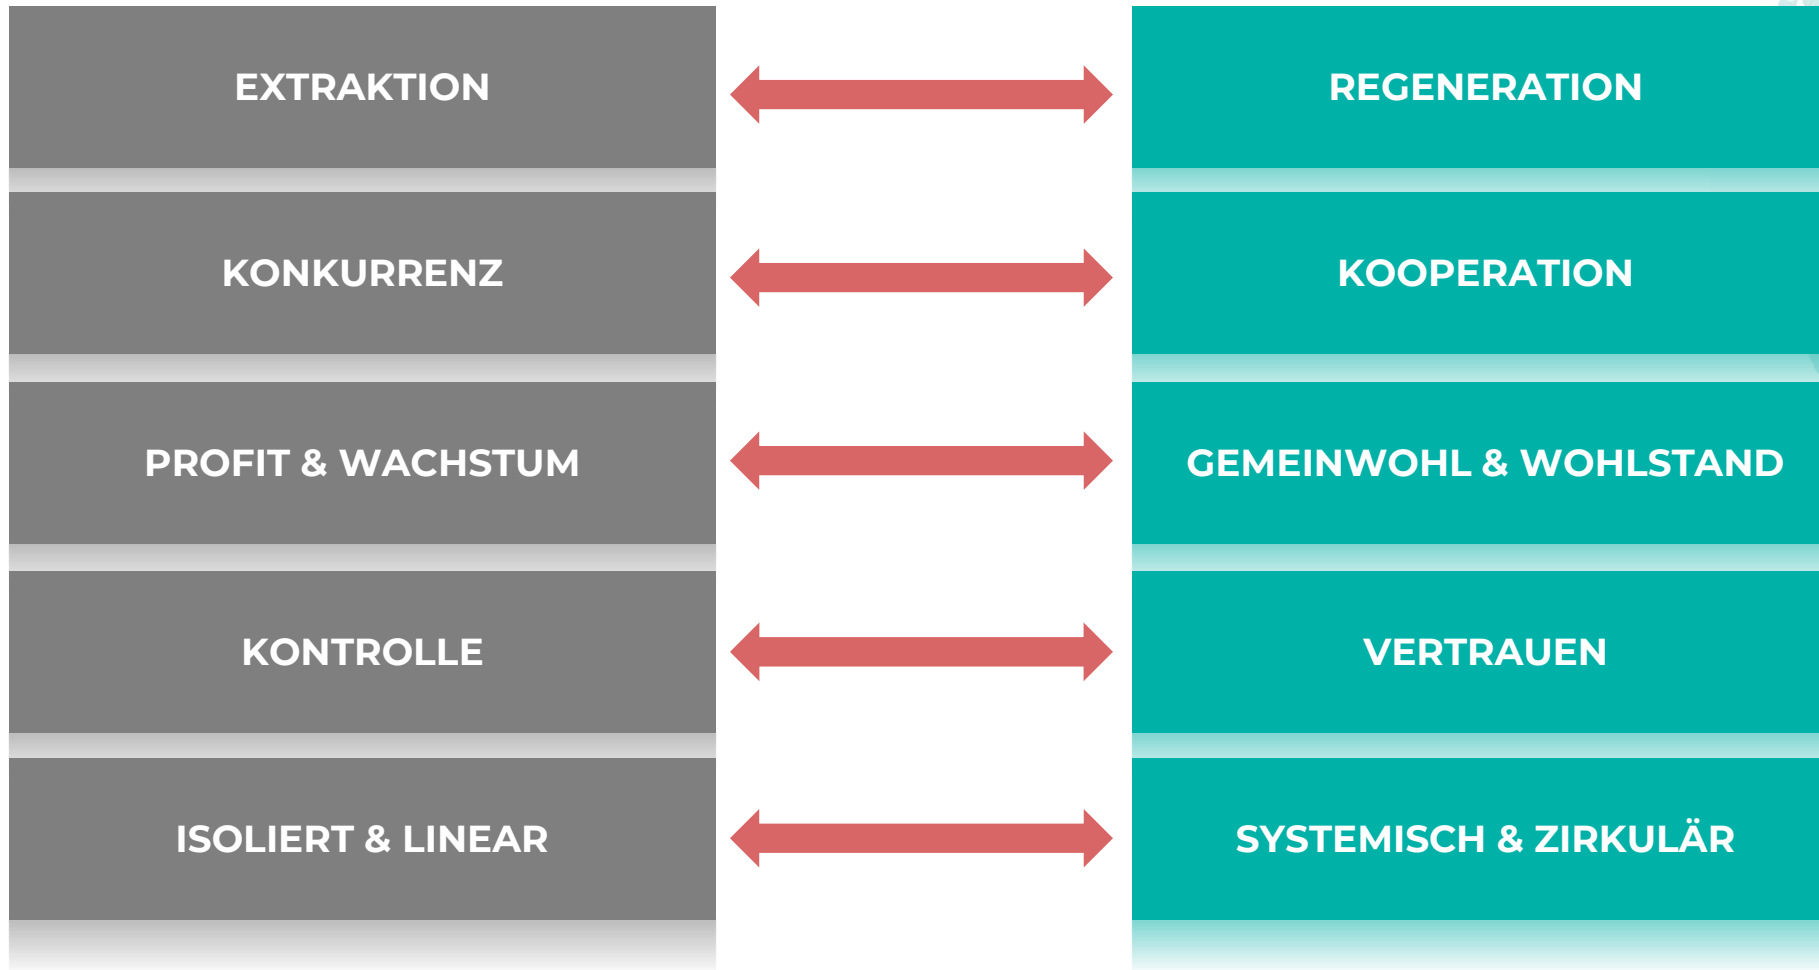 EXTRAKTION
REGENERATION
KONKURRENZ
KOOPERATION
PROFIT & WACHSTUM
GEMEINWOHL & WOHLSTAND
KONTROLLE
VERTRAUEN
ISOLIERT & LINEAR
SYSTEMISCH & ZIRKULÄR